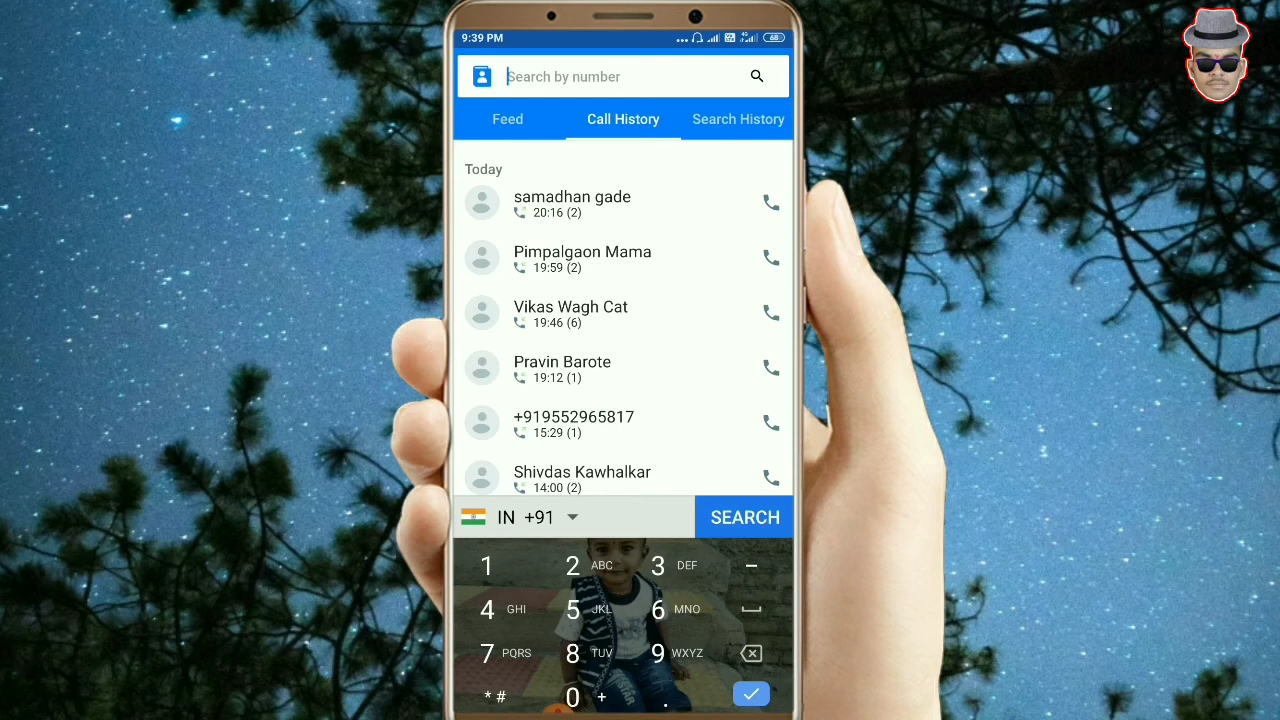 9:39 PM
4G
68
Search by number
Feed Call History Search History
Today
samadhan gade
20:16 (2)
Pimpalgaon Mama
19:59 (2)
Vikas Wagh Cat
19:46 (6)
Pravin Barote
19:12 (1)
+919552965817
15:29 (1)
Shivdas Kawhalkar
14:00 (2)
IN +91 SEARCH
1 2 ABC 3 DEF –
4 GHI 5 JKL 6 MNO
7 PQRS 8 TUV 9 WXYZ
* # 0 + .